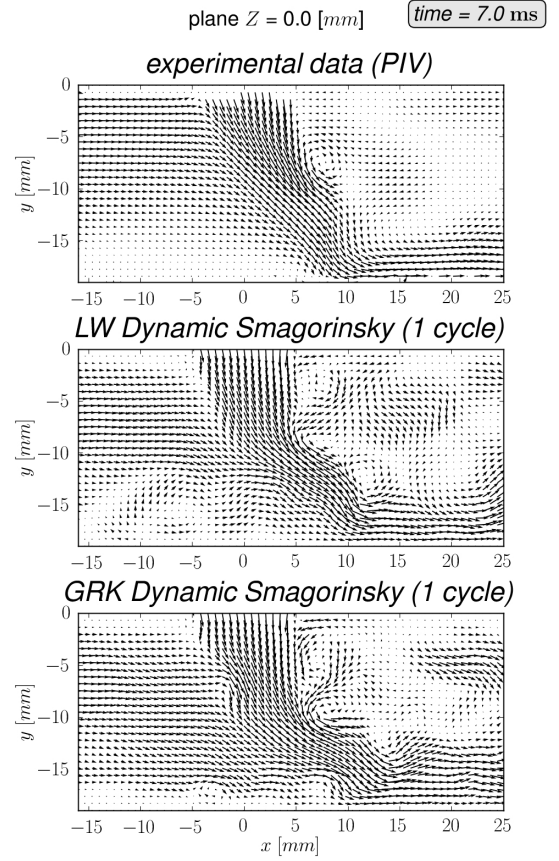 plane Z = 0.0 [mm]
time = 7.0 ms
experimental data (PIV)
0
−5
−10
−15
y [mm]
−15 −10 −5 0 5 10 15 20 25
LW Dynamic Smagorinsky (1 cycle)
0
−5
−10
−15
y [mm]
−15 −10 −5 0 5 10 15 20 25
GRK Dynamic Smagorinsky (1 cycle)
0
−5
−10
−15
y [mm]
−15 −10 −5 0 5 10 15 20 25
x [mm]